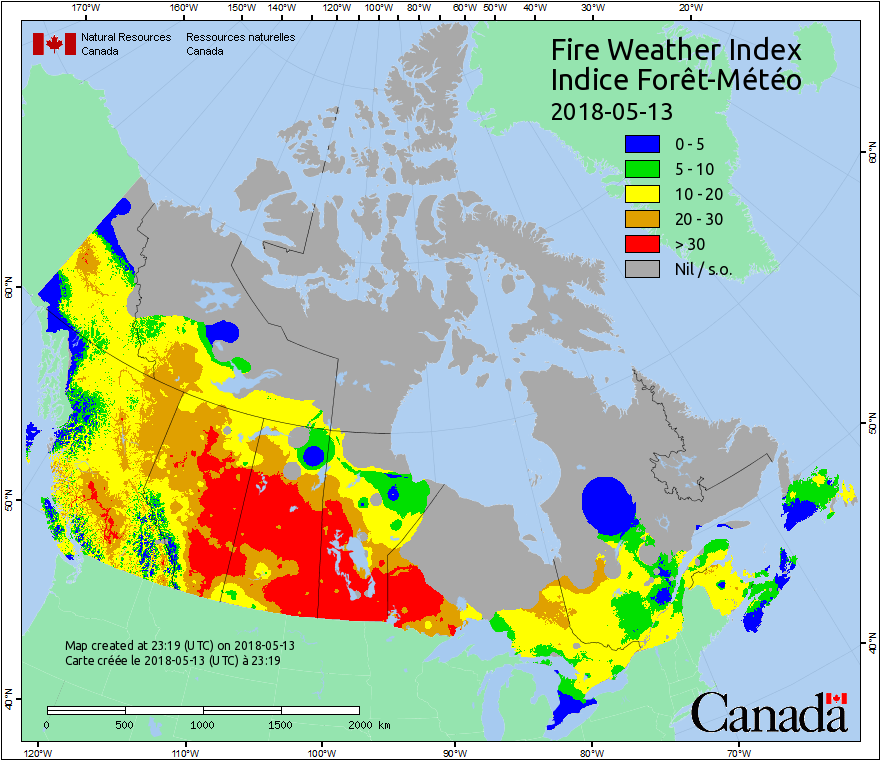 170°W 160°W 150°W 140°W 130°W 120°W 110°W 100°W 90°W 80°W 60°W 50°W 40°W 30°W 20°W
Natural Resources Ressources naturelles
Canada Canada
Fire Weather Index
Indice Forêt-Météo
2018-05-13
0 - 5
5 - 10
10 - 20
20 - 30
> 30
Nil / s.o.
60°N
60°N
50°N
50°N
40°N
40°N
Map created at 23:19 (UTC) on 2018-05-13
Carte créée le 2018-05-13 (UTC) à 23:19
0 500 1000 1500 2000 km
Canada
120°W 110°W 100°W 90°W 80°W 70°W